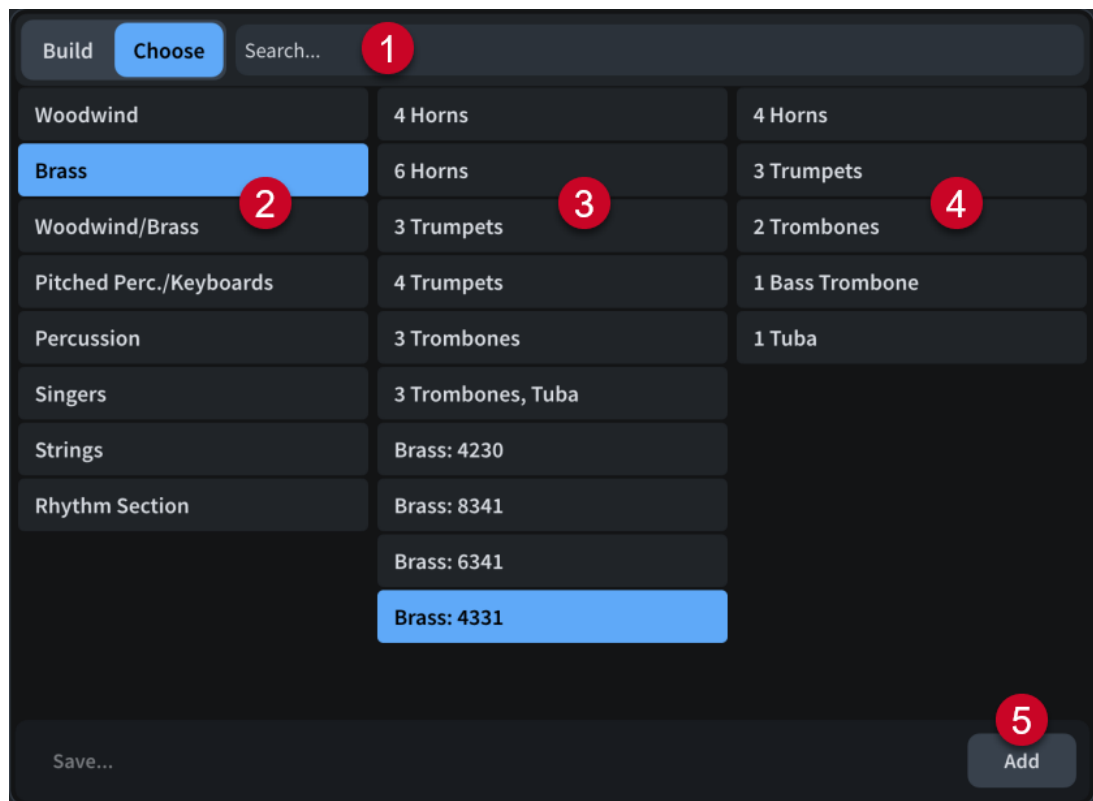 Build Choose Search... 1
Woodwind 4 Horns 4 Horns
Brass 6 Horns 3 Trumpets
2 3 4
Woodwind/Brass 3 Trumpets 2 Trombones
Pitched Perc./Keyboards 4 Trumpets 1 Bass Trombone
Percussion 3 Trombones 1 Tuba
Singers 3 Trombones, Tuba
Strings Brass: 4230
Rhythm Section Brass: 8341
Brass: 6341
Brass: 4331
5
Save... Add